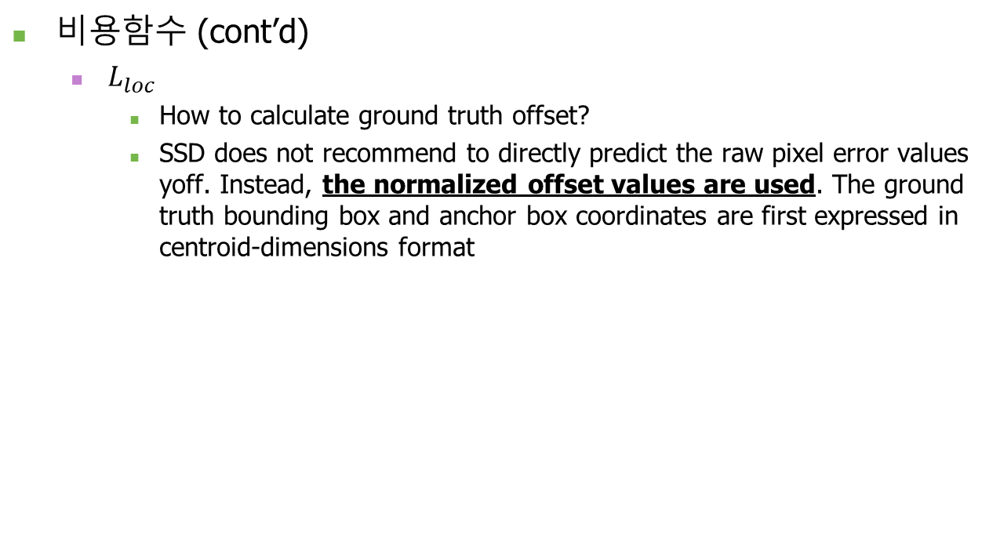 비용함수 (cont’d)
L_loc
How to calculate ground truth offset?
SSD does not recommend to directly predict the raw pixel error values
yoff. Instead, the normalized offset values are used. The ground
truth bounding box and anchor box coordinates are first expressed in
centroid-dimensions format